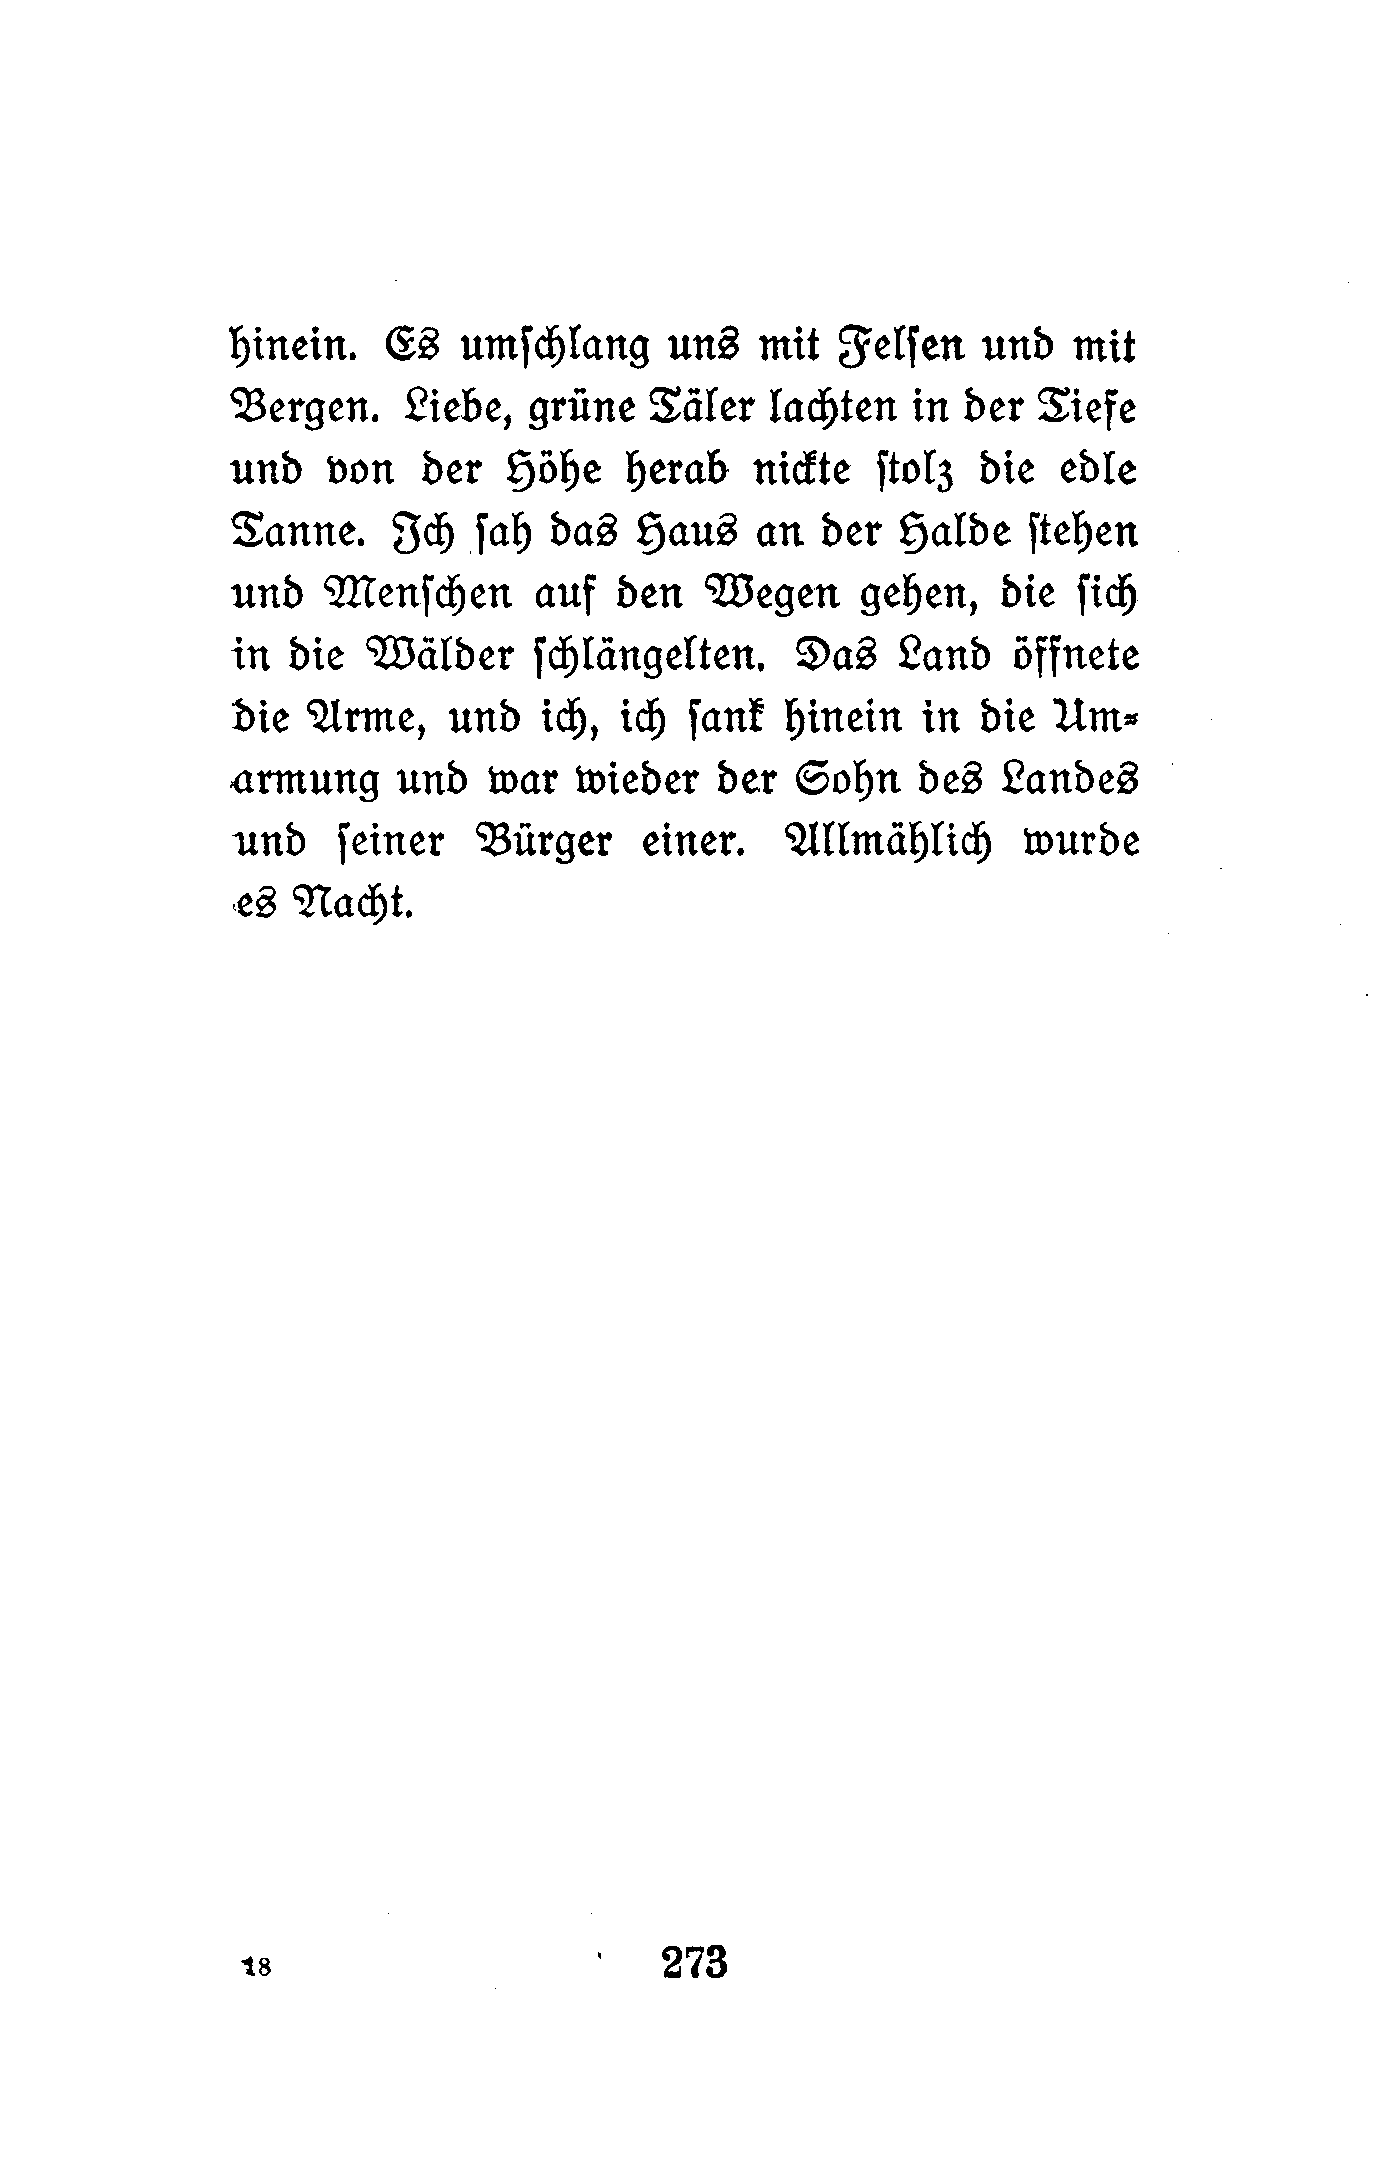 hinein. Es umſchlang uns mit Felſen und mit
Bergen. Liebe, grüne Täler lachten in der Tiefe
und von der Höhe herab nickte ſtolz die edle
Tanne. Ich ſah das Haus an der Halde ſtehen
und Menſchen auf den Wegen gehen, die ſich
in die Wälder ſchlängelten. Das Land öffnete
die Arme, und ich, ich ſank hinein in die Um⸗
armung und war wieder der Sohn des Landes
und ſeiner Bürger einer. Allmählich wurde
es Nacht.
18 273